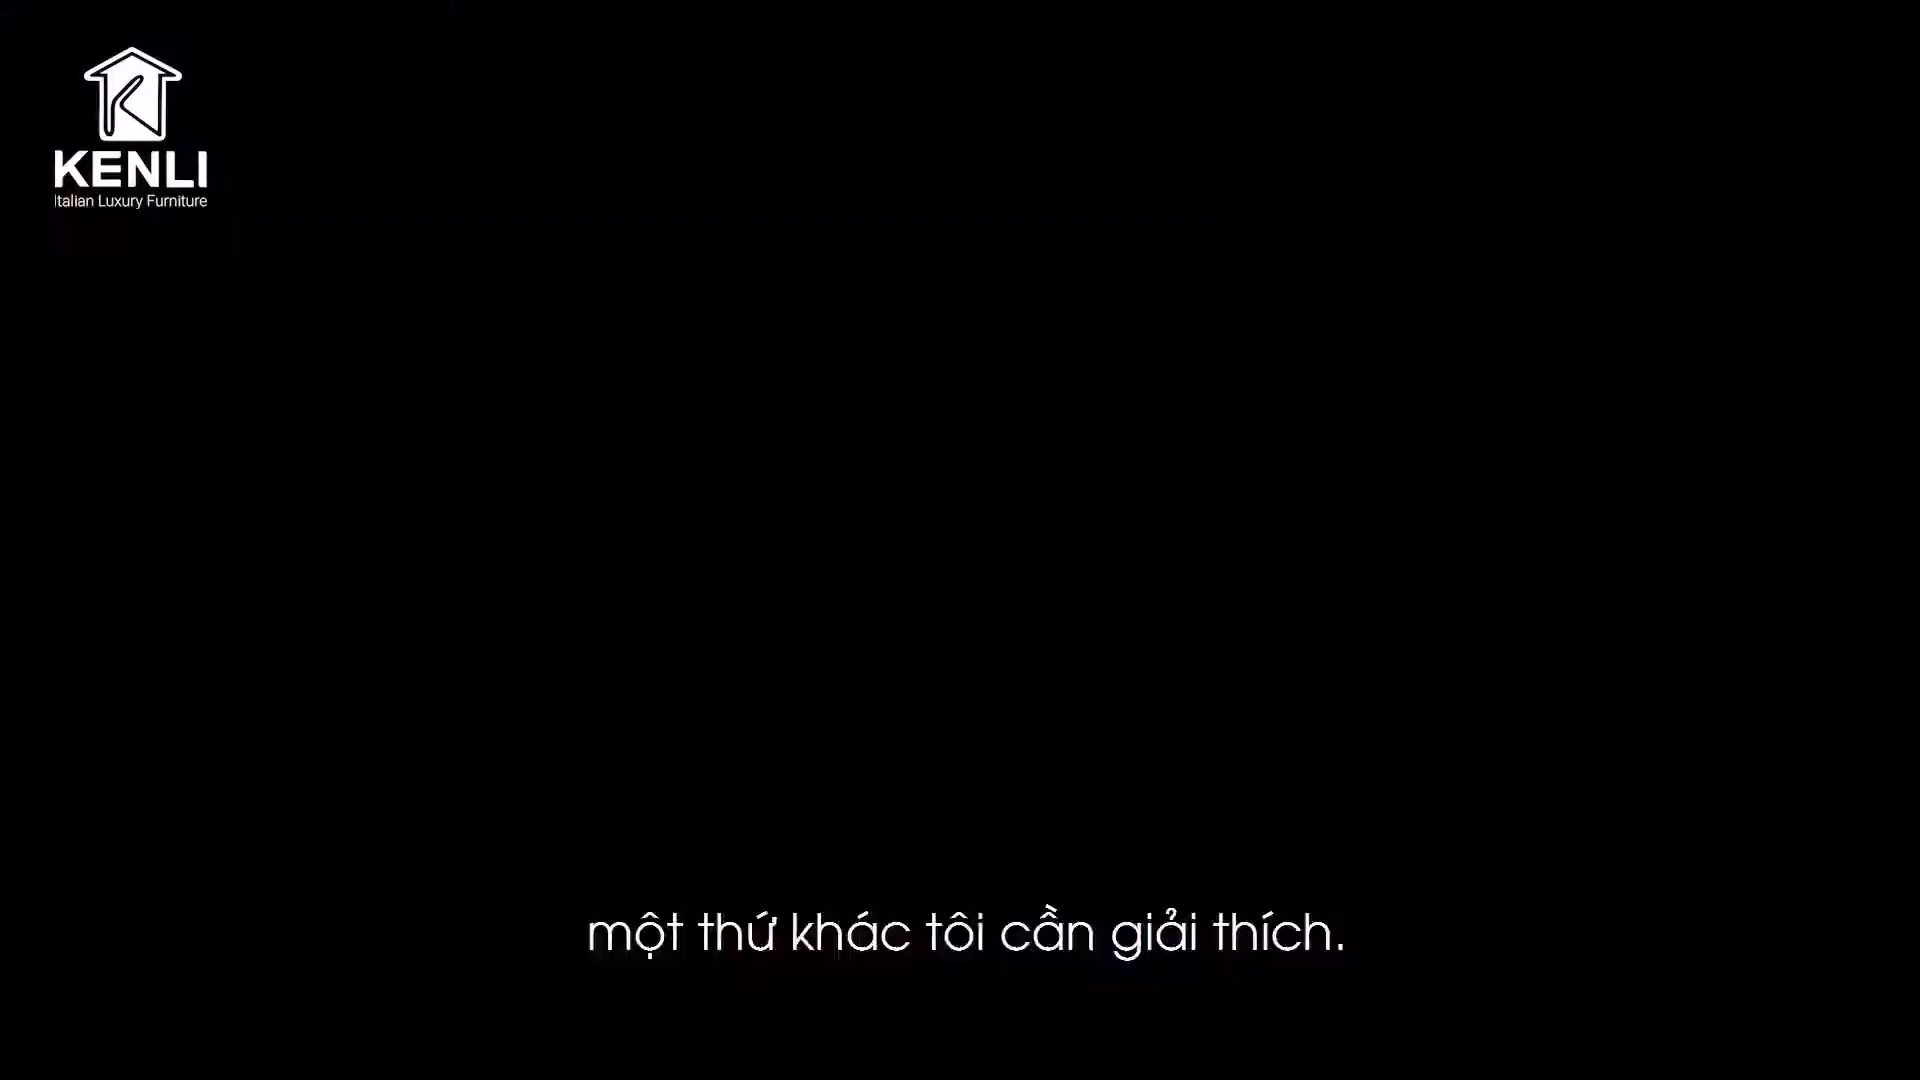 KENLI
Italian Luxury Furniture
một thứ khác tôi cần giải thích.